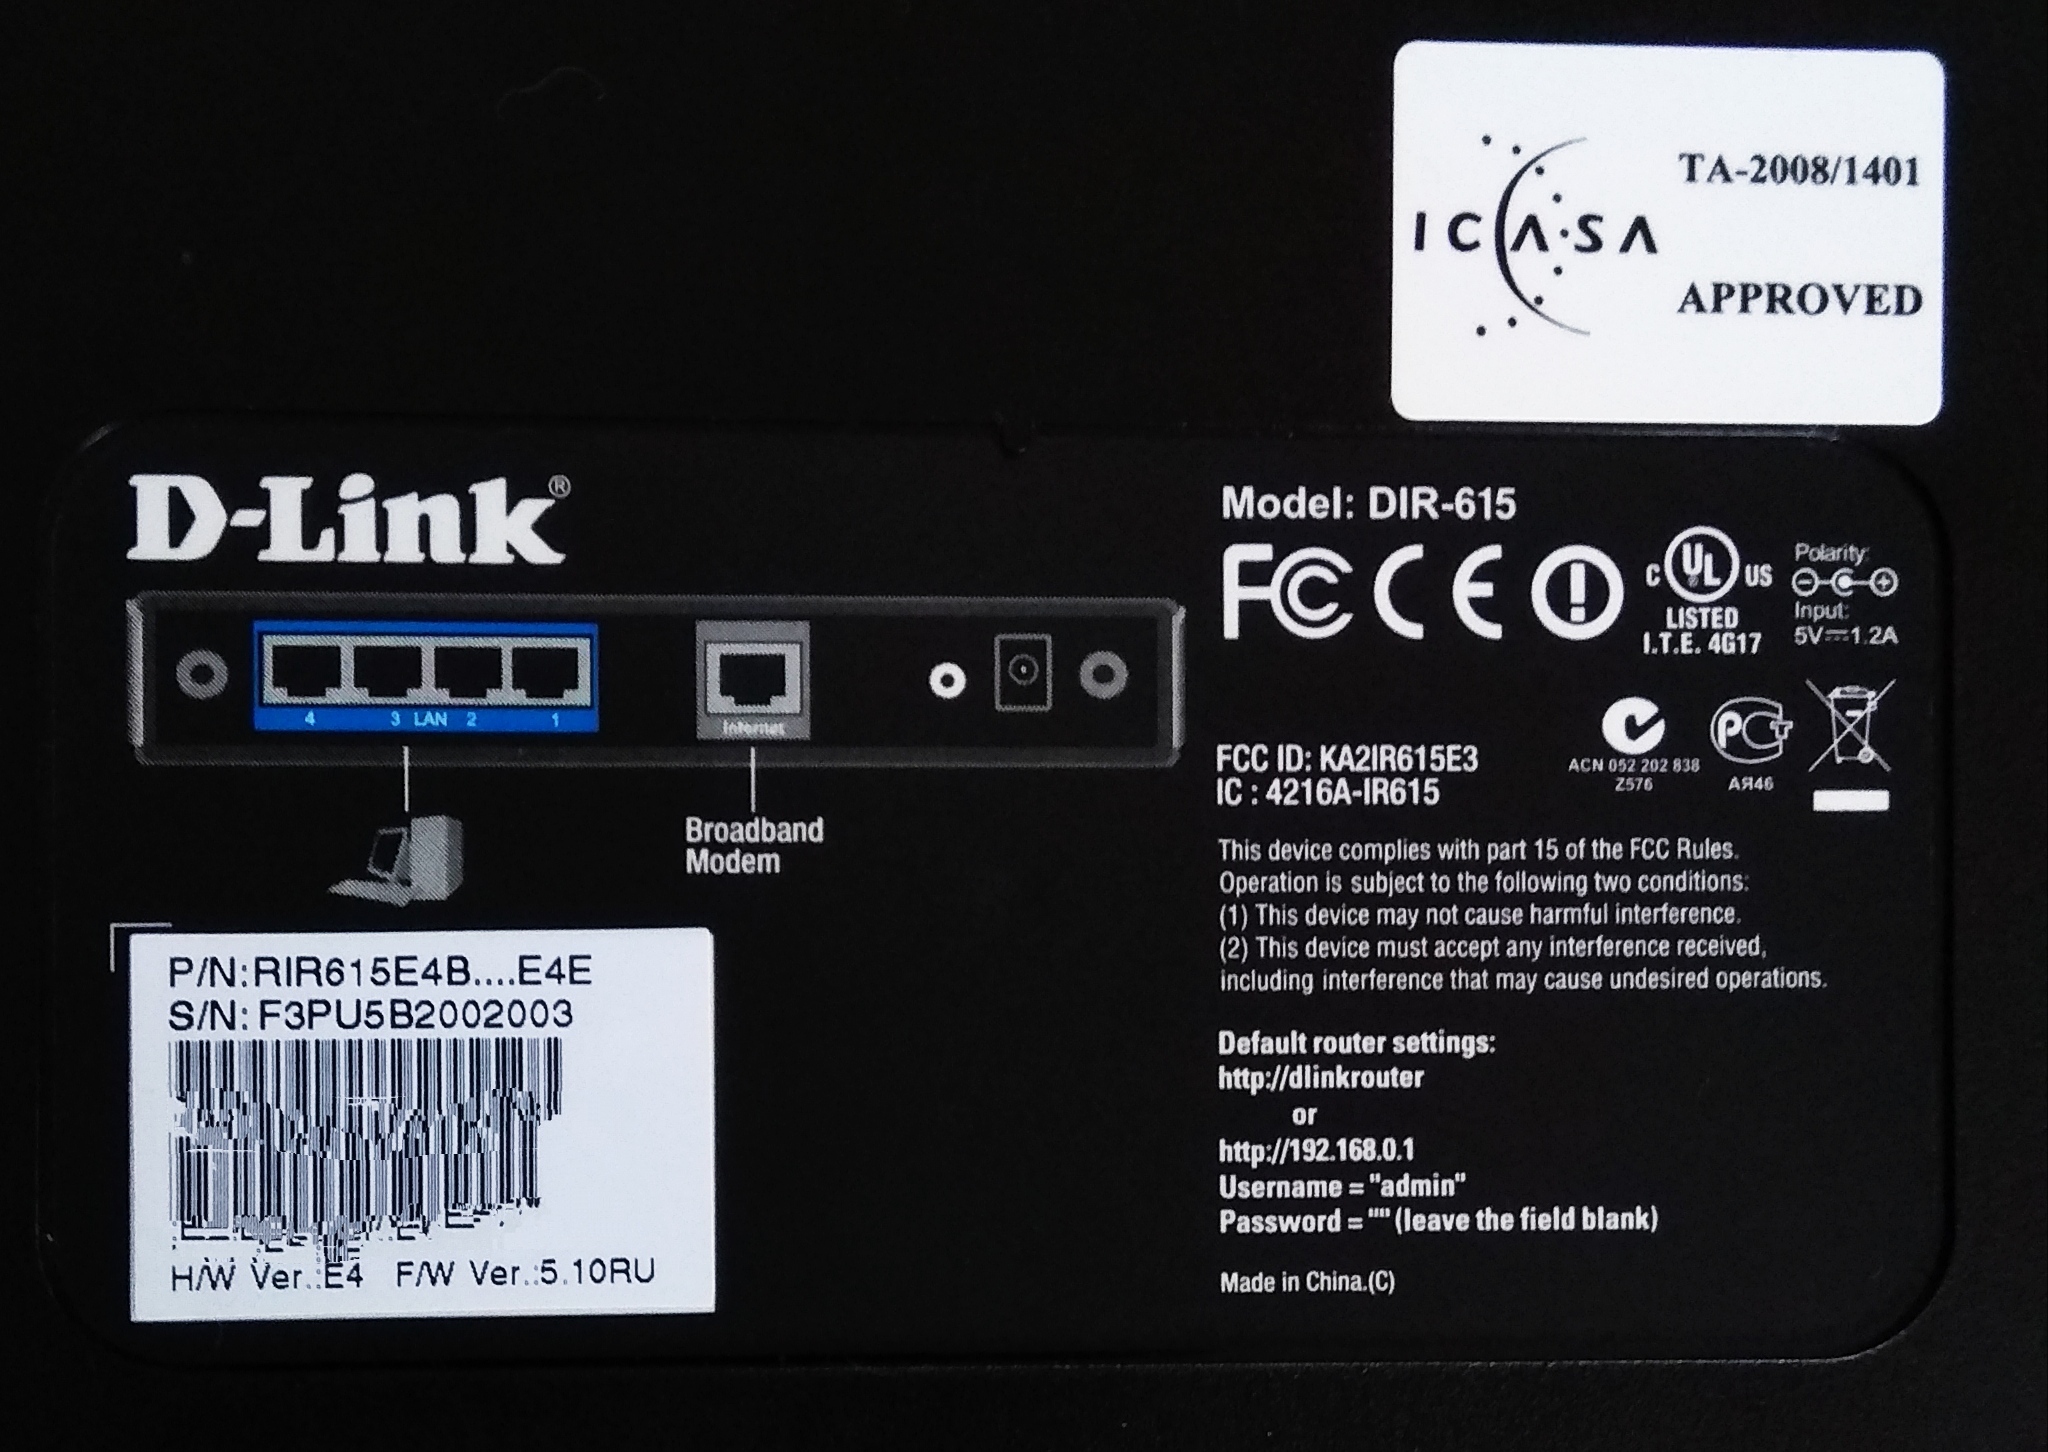 ICASA
TA-2008/1401
APPROVED
D-Link®
4 3 LAN 2 1
Internet
Broadband
Modem
P/N:RIR615E4B....E4E
S/N:F3PU5B2002003
H/W Ver.:E4 F/W Ver.:5.10RU
Model: DIR-615
FC CE
C UL US
LISTED
I.T.E. 4G17
Polarity:
Input:
5V⎓1.2A
FCC ID: KA2IR615E3
IC : 4216A-IR615
ACN 052 202 838
Z576
РСТ
АЯ46
This device complies with part 15 of the FCC Rules.
Operation is subject to the following two conditions:
(1) This device may not cause harmful interference.
(2) This device must accept any interference received,
including interference that may cause undesired operations.
Default router settings:
http://dlinkrouter
or
http://192.168.0.1
Username = "admin"
Password = "" (leave the field blank)
Made in China.(C)